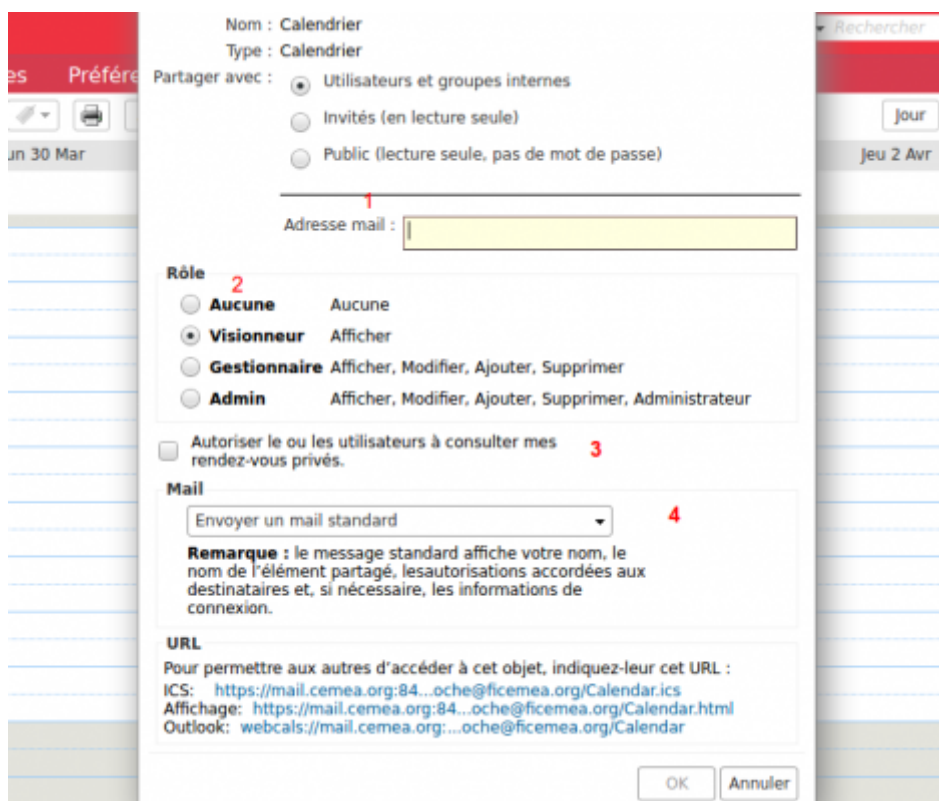 Nom : Calendrier
Rechercher
Type : Calendrier
es Préfére
Partager avec : Utilisateurs et groupes internes
Invités (en lecture seule)
Jour
Public (lecture seule, pas de mot de passe)
un 30 Mar
Jeu 2 Avr
1
Adresse mail :
Rôle
2
Aucune Aucune
Visionneur Afficher
Gestionnaire Afficher, Modifier, Ajouter, Supprimer
Admin Afficher, Modifier, Ajouter, Supprimer, Administrateur
Autoriser le ou les utilisateurs à consulter mes
rendez-vous privés.
3
Mail
Envoyer un mail standard
4
Remarque : le message standard affiche votre nom, le
nom de l'élément partagé, lesautorisations accordées aux
destinataires et, si nécessaire, les informations de
connexion.
URL
Pour permettre aux autres d'accéder à cet objet, indiquez-leur cet URL :
ICS: https://mail.cemea.org:84...oche@ficemea.org/Calendar.ics
Affichage: https://mail.cemea.org:84...oche@ficemea.org/Calendar.html
Outlook: webcals://mail.cemea.org:...oche@ficemea.org/Calendar
OK Annuler